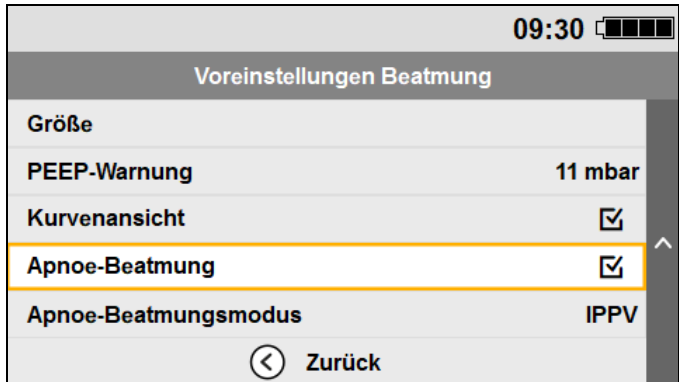 09:30
Voreinstellungen Beatmung
Größe
PEEP-Warnung 11 mbar
Kurvenansicht
Apnoe-Beatmung
Apnoe-Beatmungsmodus IPPV
Zurück